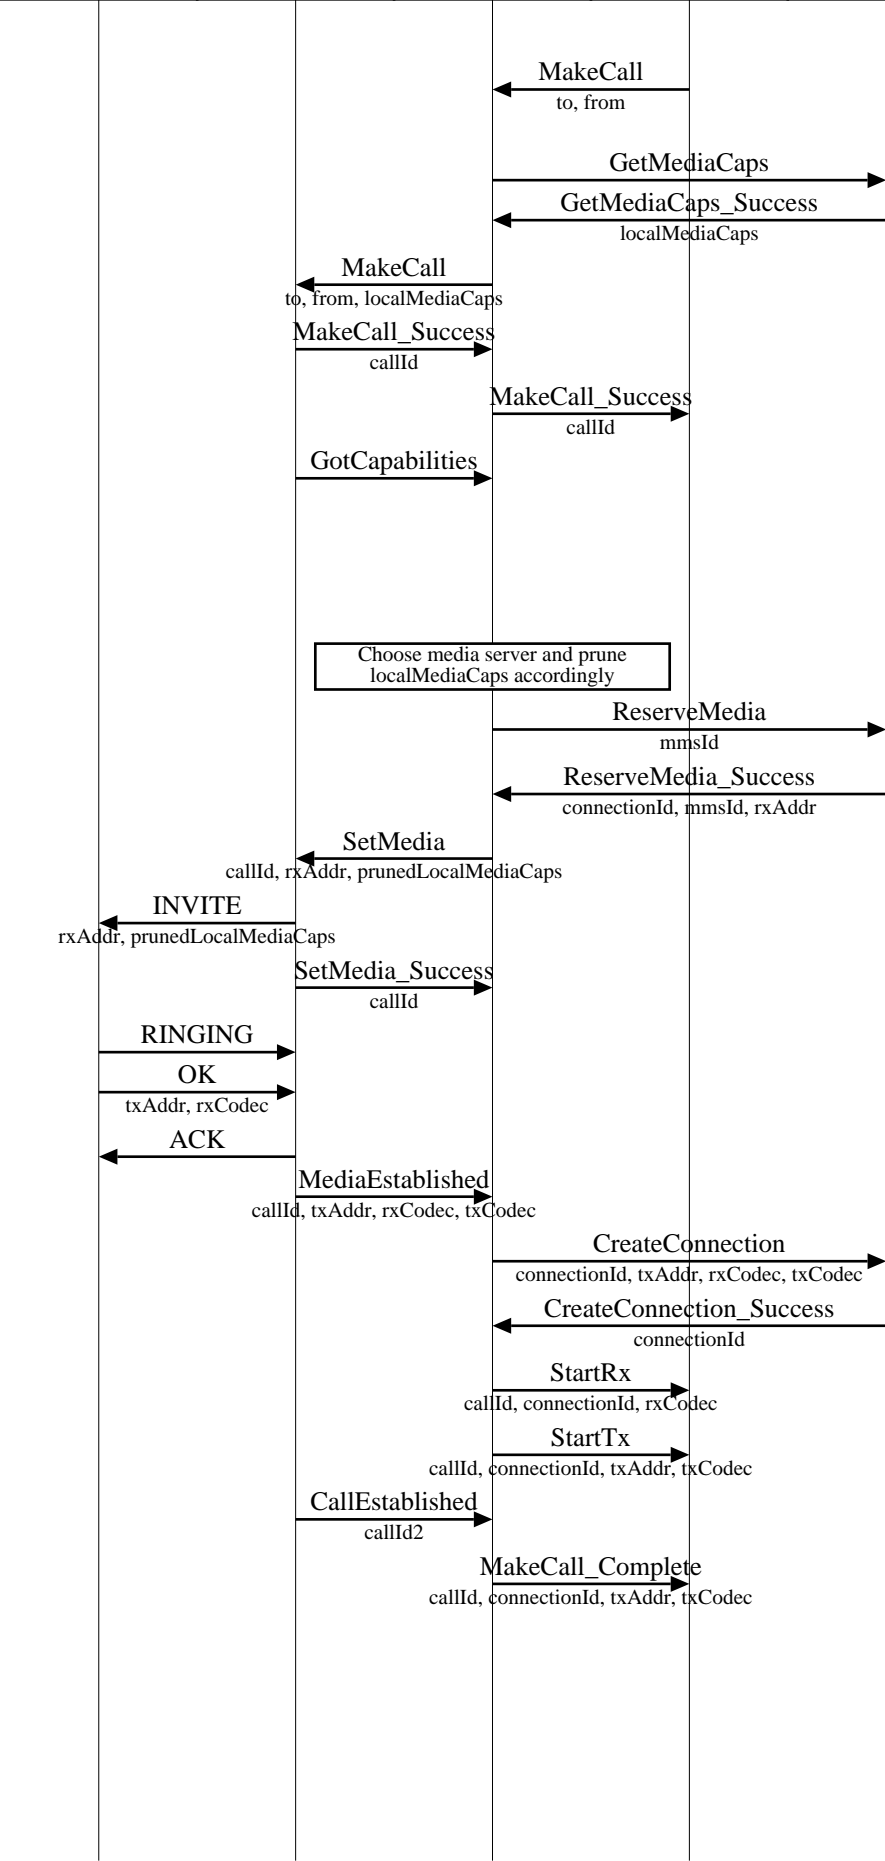 MakeCall
to, from
GetMediaCaps
GetMediaCaps_Success
localMediaCaps
MakeCall
to, from, localMediaCaps
MakeCall_Success
callId
MakeCall_Success
callId
GotCapabilities
Choose media server and prune
localMediaCaps accordingly
ReserveMedia
mmsId
ReserveMedia_Success
connectionId, mmsId, rxAddr
SetMedia
callId, rxAddr, prunedLocalMediaCaps
INVITE
rxAddr, prunedLocalMediaCaps
SetMedia_Success
callId
RINGING
OK
txAddr, rxCodec
ACK
MediaEstablished
callId, txAddr, rxCodec, txCodec
CreateConnection
connectionId, txAddr, rxCodec, txCodec
CreateConnection_Success
connectionId
StartRx
callId, connectionId, rxCodec
StartTx
callId, connectionId, txAddr, txCodec
CallEstablished
callId2
MakeCall_Complete
callId, connectionId, txAddr, txCodec